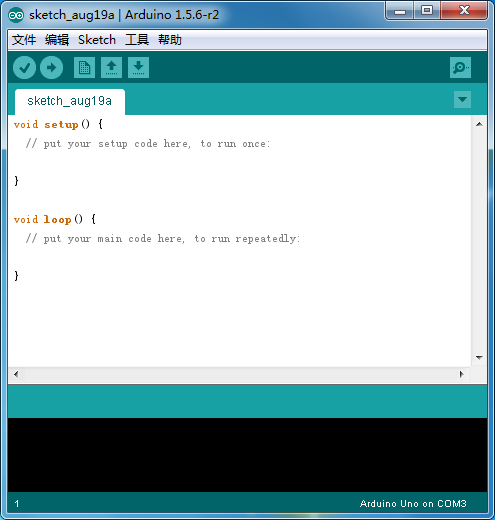 sketch_aug19a | Arduino 1.5.6-r2
文件 编辑 Sketch 工具 帮助
sketch_aug19a
void setup() {
// put your setup code here, to run once:
}
void loop() {
// put your main code here, to run repeatedly:
}
1 Arduino Uno on COM3